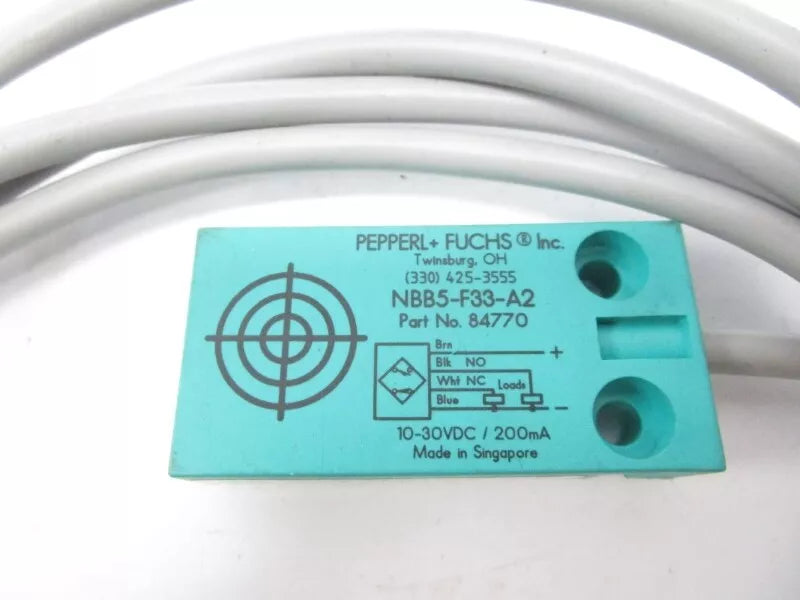 PEPPERL+ FUCHS ® Inc.
Twinsburg, OH
(330) 425-3555
NBB5-F33-A2
Part No. 84770
Brn +
Blk NO
Wht NC Loads
Blue -
10-30VDC / 200mA
Made in Singapore